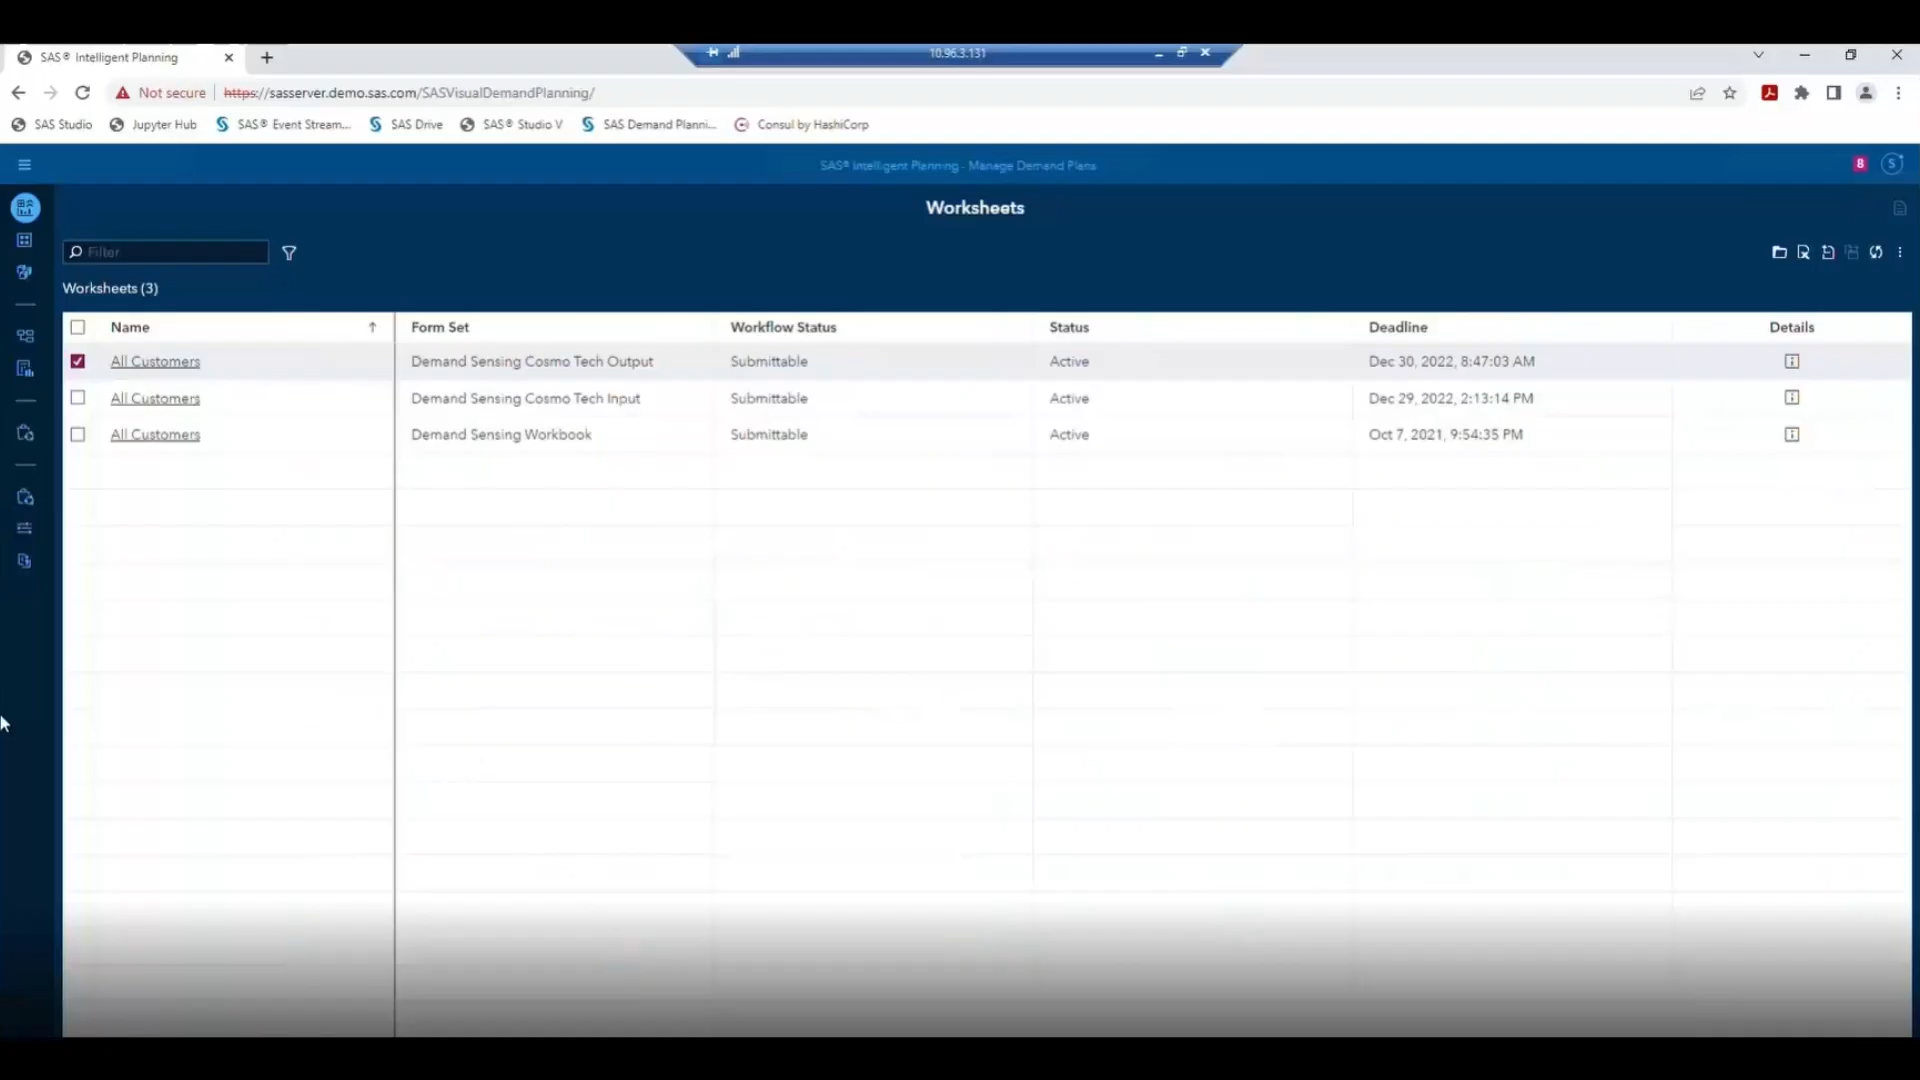 SAS® Intelligent Planning
10.96.3.131
Not secure https://sasserver.demo.sas.com/SASVisualDemandPlanning/
SAS Studio Jupyter Hub SAS® Event Stream... SAS Drive SAS® Studio V SAS Demand Planni... Consul by HashiCorp
SAS® Intelligent Planning - Manage Demand Plans 8 S
Worksheets
Filter
Worksheets (3)
Name Form Set Workflow Status Status Deadline Details
All Customers Demand Sensing Cosmo Tech Output Submittable Active Dec 30, 2022, 8:47:03 AM
All Customers Demand Sensing Cosmo Tech Input Submittable Active Dec 29, 2022, 2:13:14 PM
All Customers Demand Sensing Workbook Submittable Active Oct 7, 2021, 9:54:35 PM